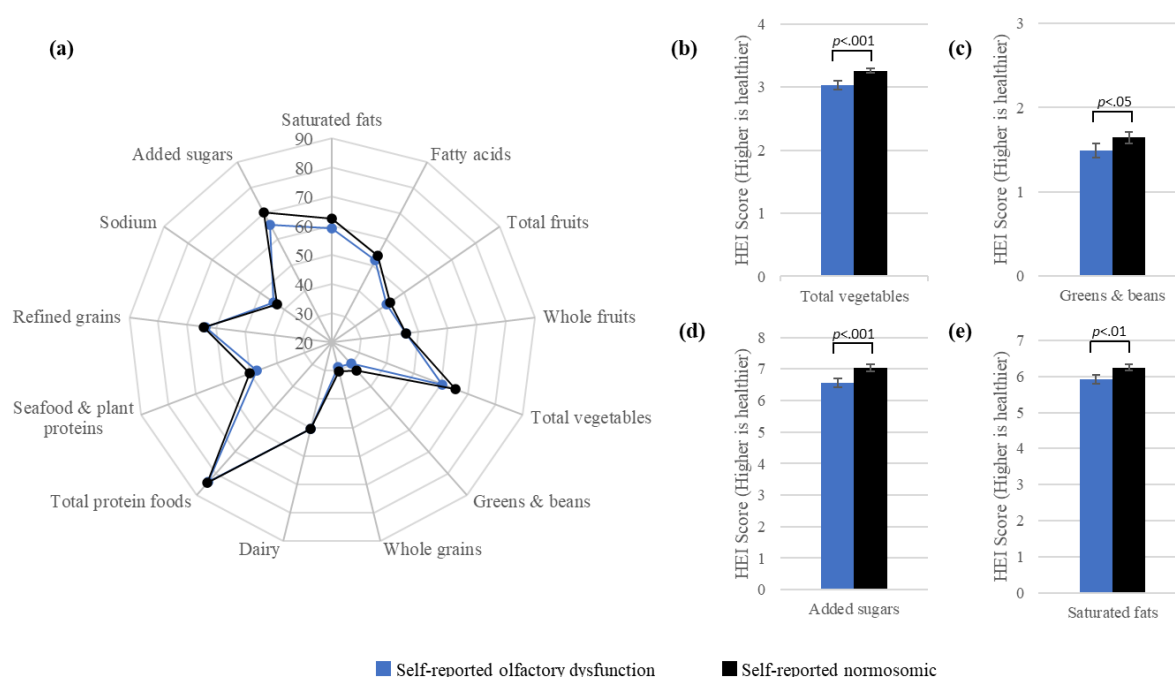 (a)
Saturated fats
Fatty acids
Total fruits
Whole fruits
Total vegetables
Greens & beans
Whole grains
Dairy
Total protein foods
Seafood & plant
proteins
Refined grains
Sodium
Added sugars
90
80
70
60
50
40
30
20
(b)
HEI Score (Higher is healthier)
4
3
2
1
0
p<.001
Total vegetables
(c)
HEI Score (Higher is healthier)
3
2
1
0
p<.05
Greens & beans
(d)
HEI Score (Higher is healthier)
8
7
6
5
4
3
2
1
0
p<.001
Added sugars
(e)
HEI Score (Higher is healthier)
7
6
5
4
3
2
1
0
p<.01
Saturated fats
Self-reported olfactory dysfunction
Self-reported normosomic